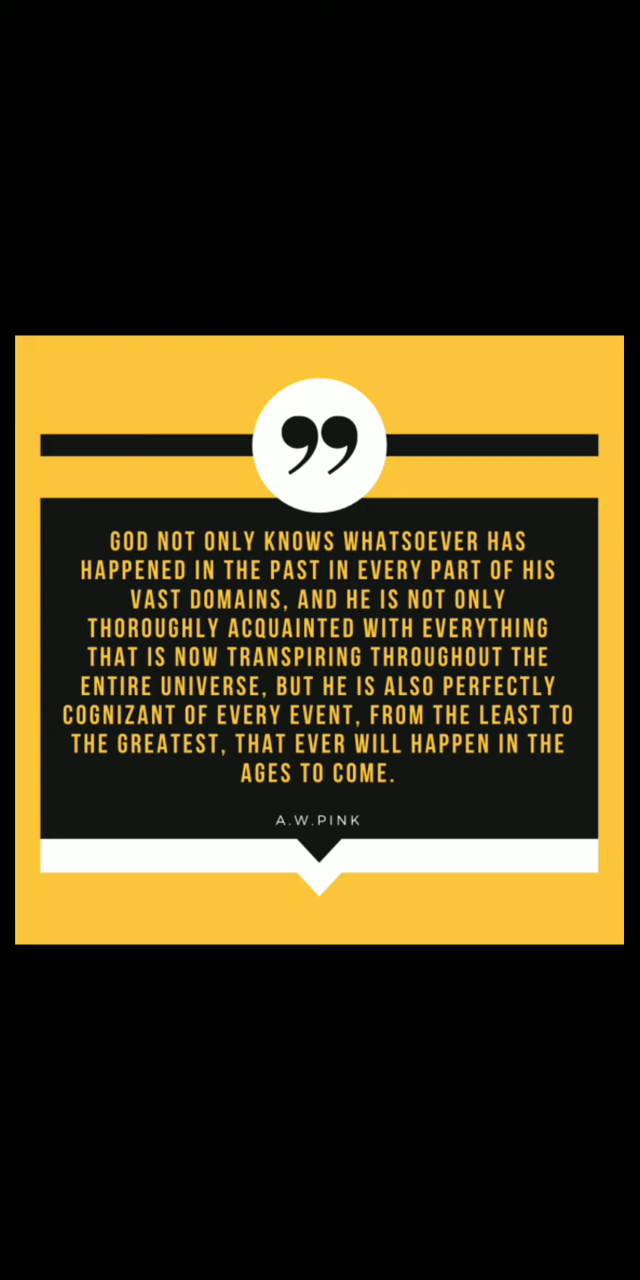 ”
GOD NOT ONLY KNOWS WHATSOEVER HAS
HAPPENED IN THE PAST IN EVERY PART OF HIS
VAST DOMAINS, AND HE IS NOT ONLY
THOROUGHLY ACQUAINTED WITH EVERYTHING
THAT IS NOW TRANSPIRING THROUGHOUT THE
ENTIRE UNIVERSE, BUT HE IS ALSO PERFECTLY
COGNIZANT OF EVERY EVENT, FROM THE LEAST TO
THE GREATEST, THAT EVER WILL HAPPEN IN THE
AGES TO COME.
A.W.PINK